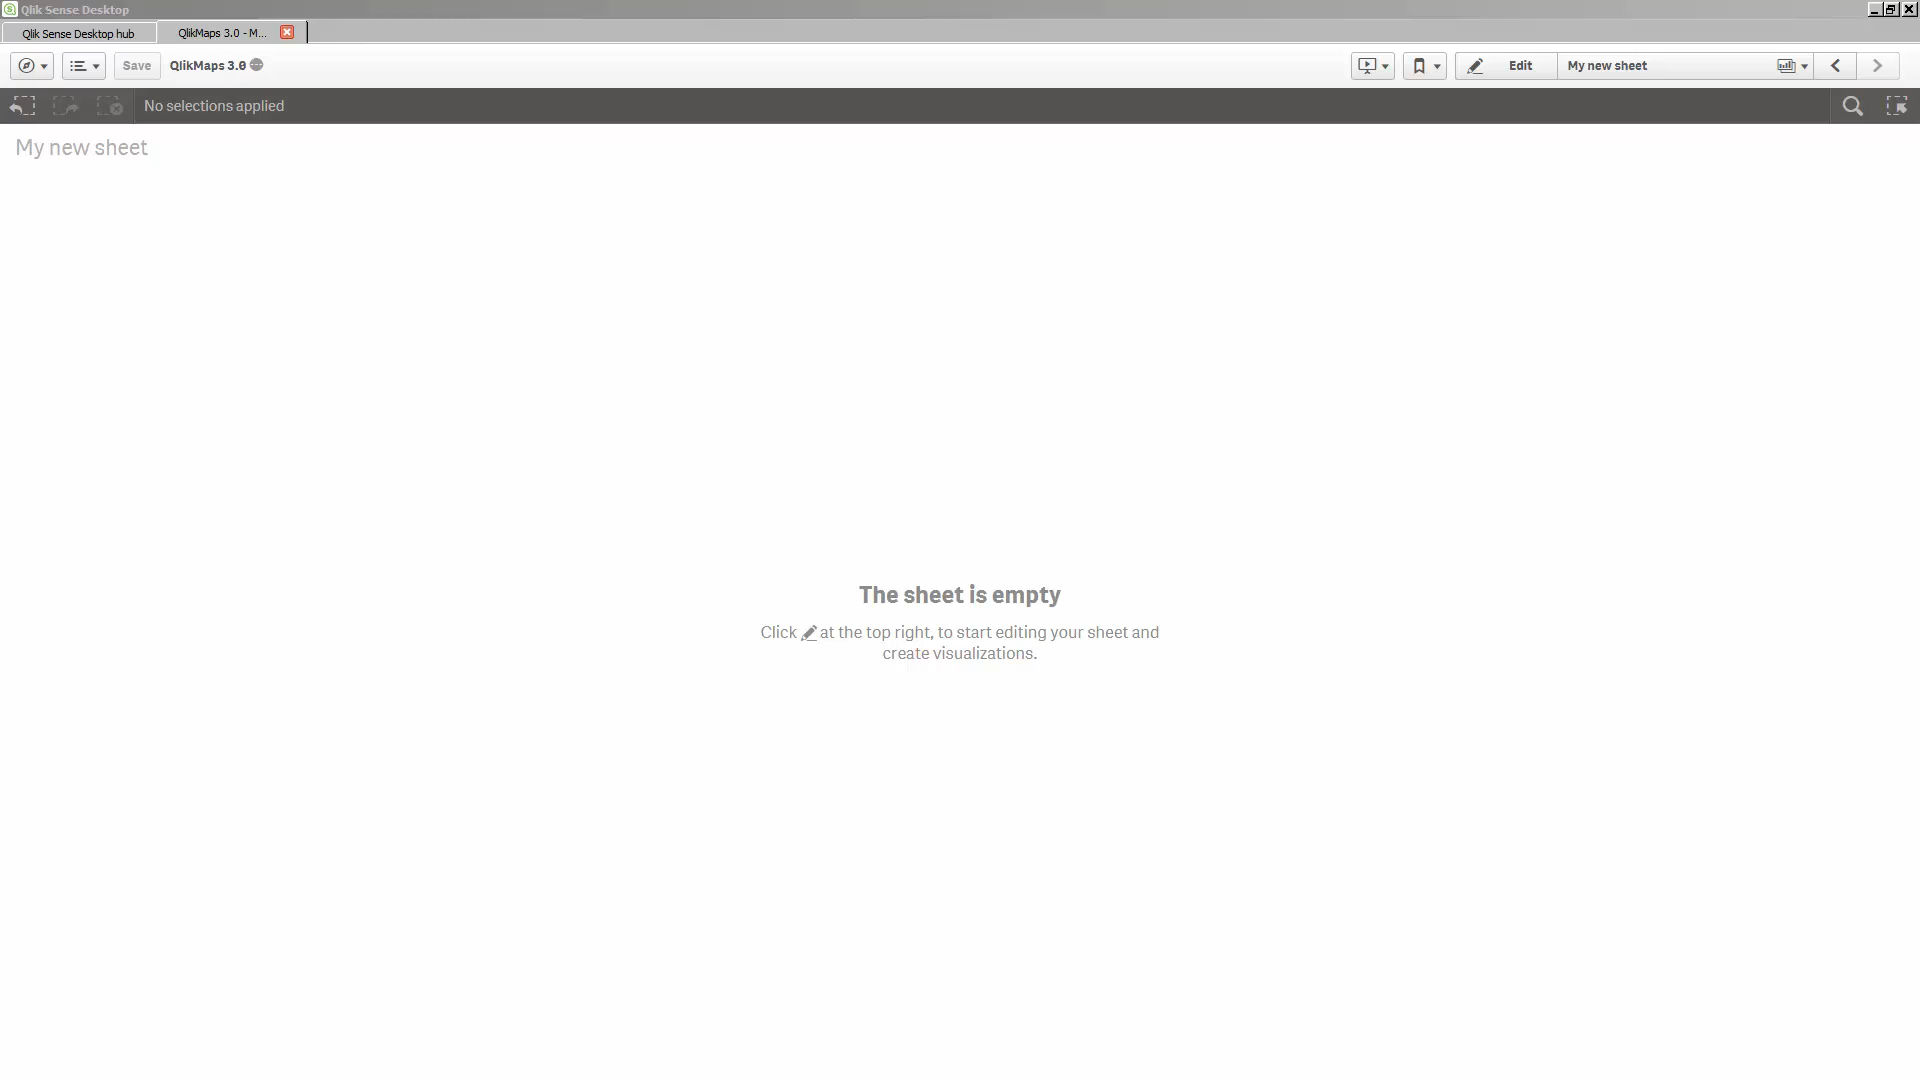 Qlik Sense Desktop
Qlik Sense Desktop hub
QlikMaps 3.0 - M...
Save
QlikMaps 3.0
Edit
My new sheet
No selections applied
My new sheet
The sheet is empty
Click at the top right, to start editing your sheet and
create visualizations.